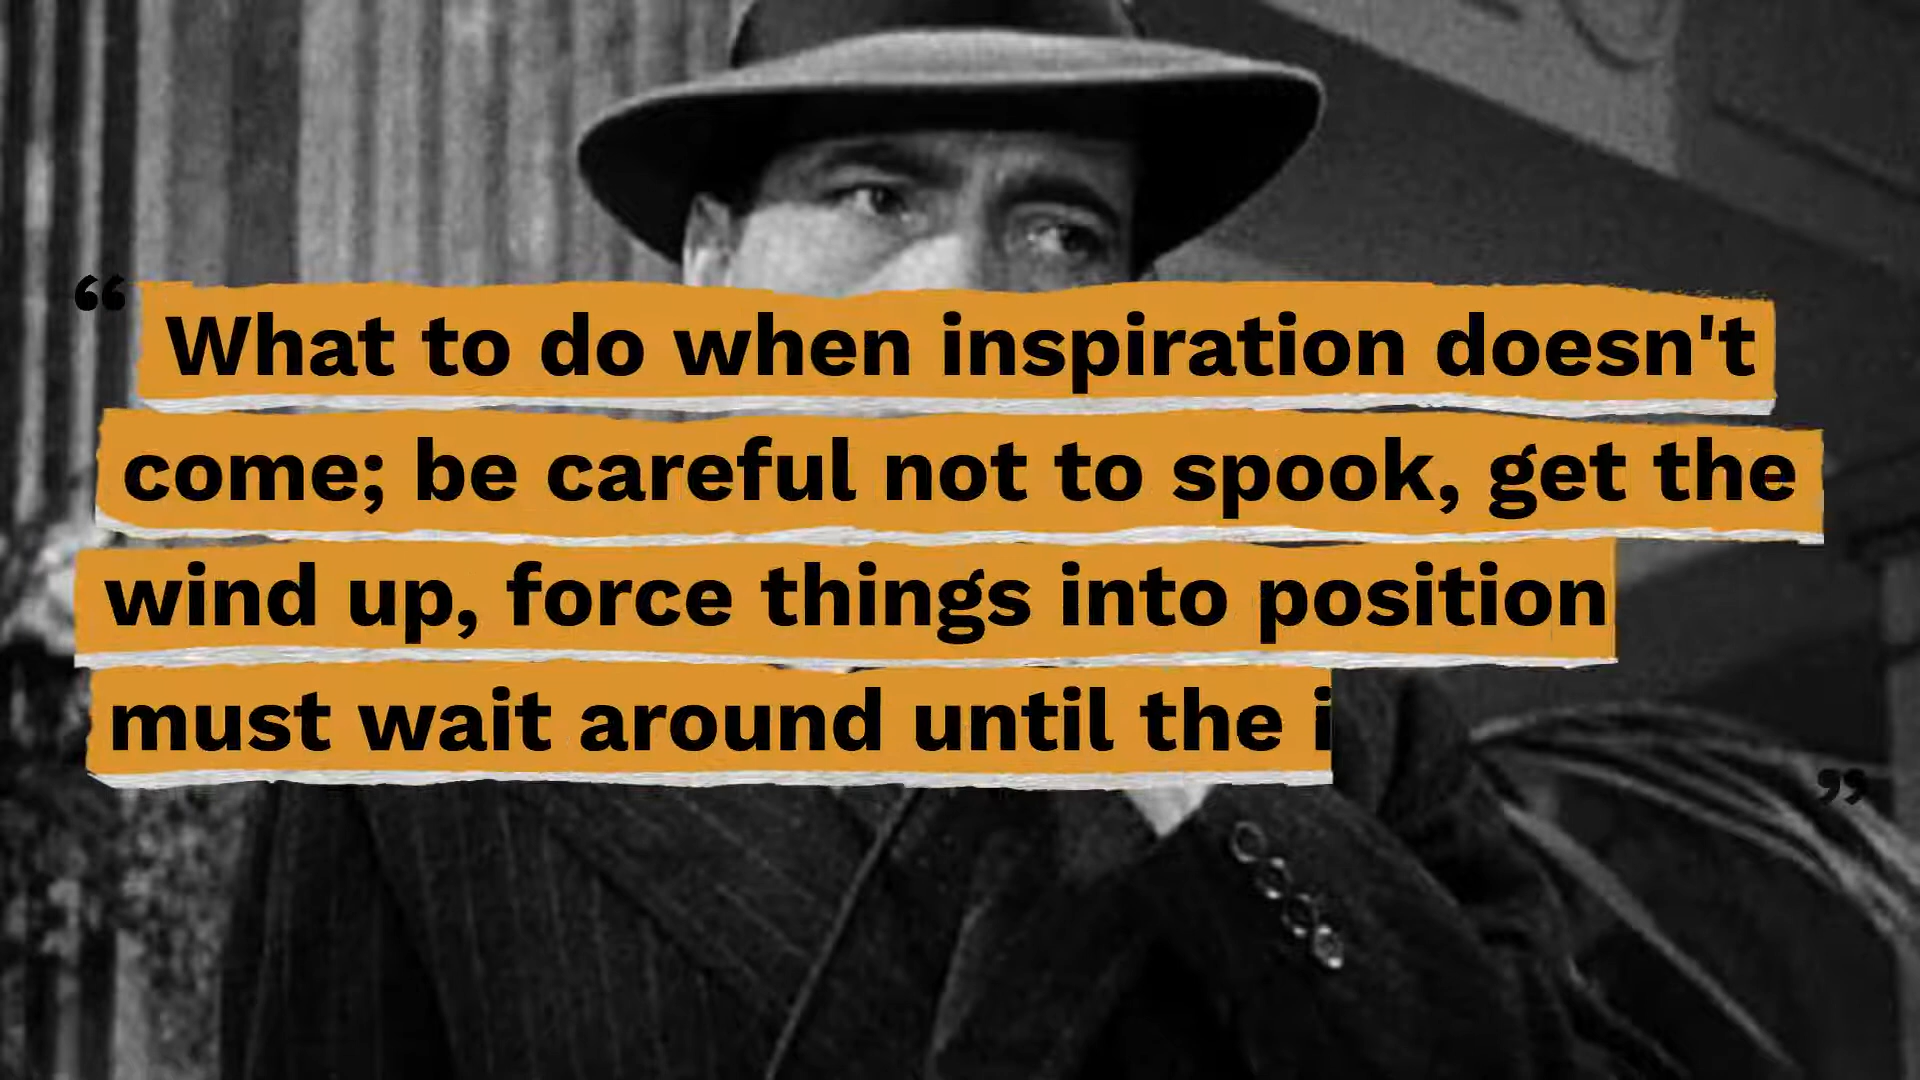 “What to do when inspiration doesn't
come; be careful not to spook, get the
wind up, force things into position
must wait around until the i”